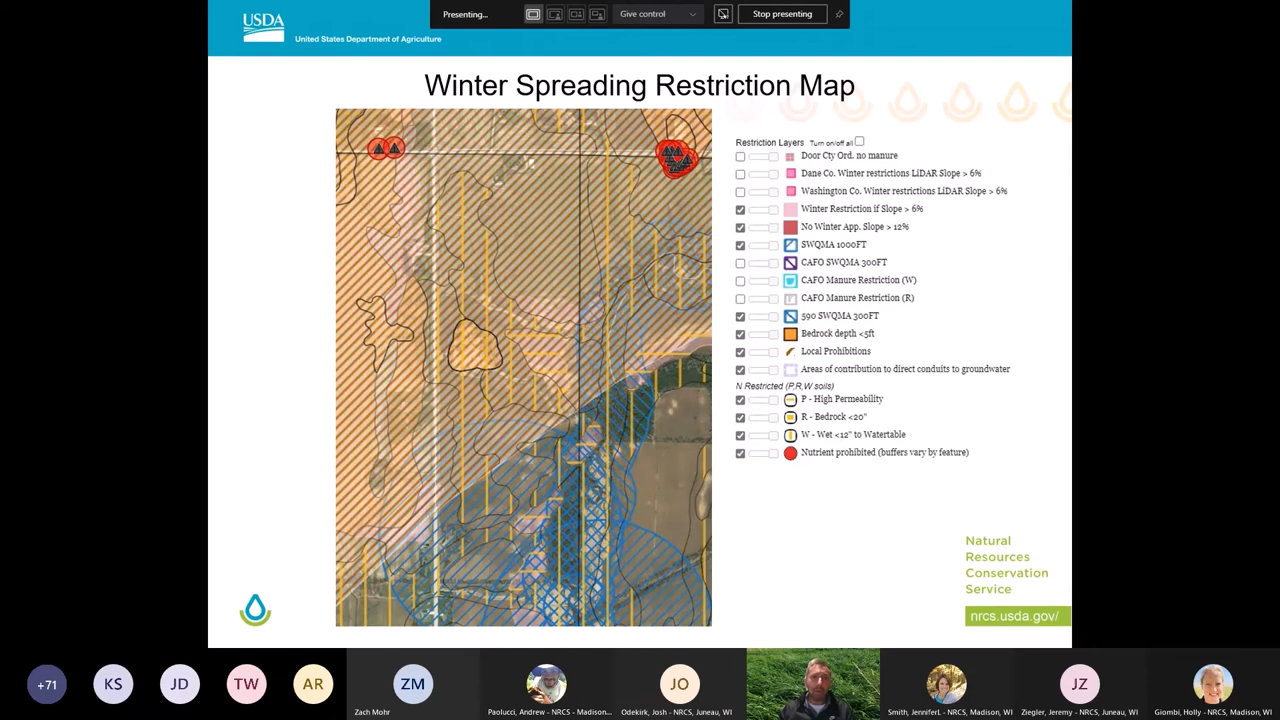 Presenting...
Give control
Stop presenting
USDA
United States Department of Agriculture
Winter Spreading Restriction Map
Restriction Layers Turn on/off all
Door Cty Ord. no manure
Dane Co. Winter restrictions LiDAR Slope > 6%
Washington Co. Winter restrictions LiDAR Slope > 6%
Winter Restriction if Slope > 6%
No Winter App. Slope > 12%
SWQMA 1000FT
CAFO SWQMA 300FT
CAFO Manure Restriction (W)
CAFO Manure Restriction (R)
590 SWQMA 300FT
Bedrock depth <5ft
Local Prohibitions
Areas of contribution to direct conduits to groundwater
N Restricted (P,R,W soils)
P - High Permeability
R - Bedrock <20"
W - Wet <12" to Watertable
Nutrient prohibited (buffers vary by feature)
Natural
Resources
Conservation
Service
nrcs.usda.gov/
+71
KS
JD
TW
AR
ZM
JO
JZ
Zach Mohr
Paolucci, Andrew - NRCS - Madison...
Odekirk, Josh - NRCS, Juneau, WI
Smith, JenniferL - NRCS, Madison, WI
Ziegler, Jeremy - NRCS, Juneau, WI
Giombi, Holly - NRCS, Madison, WI